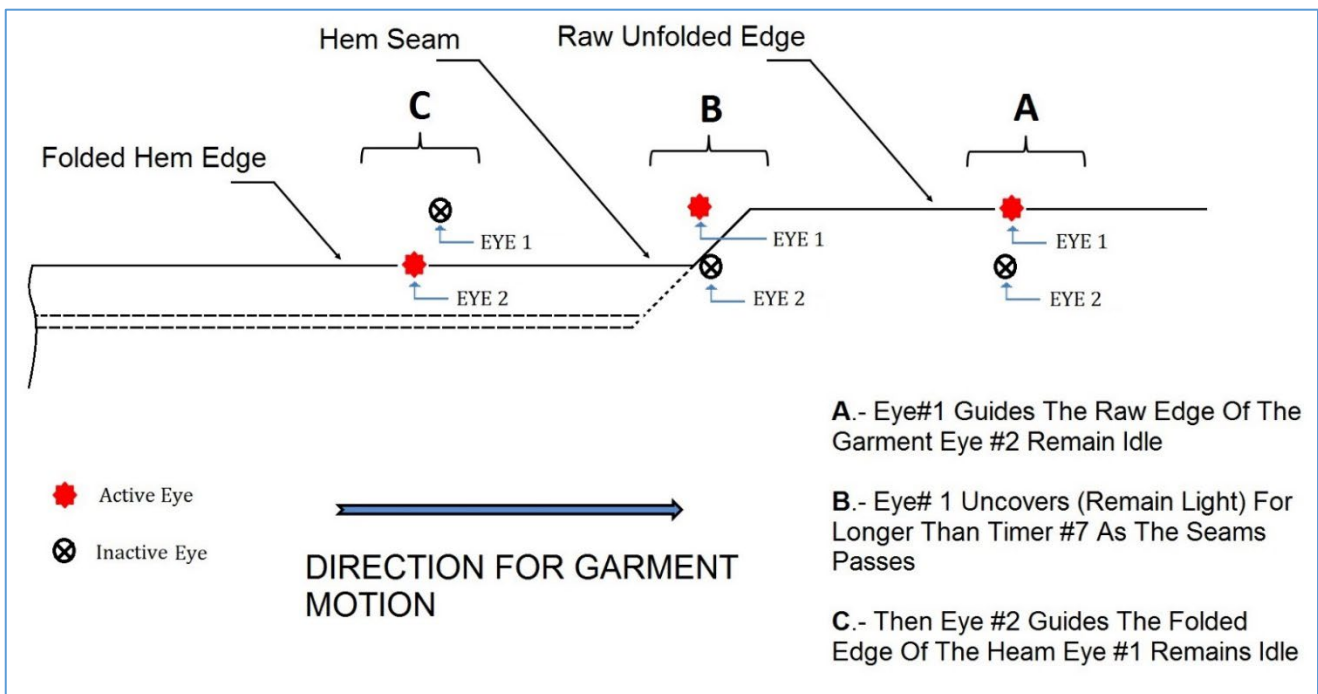 Hem Seam
Raw Unfolded Edge
C
B
A
Folded Hem Edge
EYE 1
EYE 1
EYE 1
EYE 2
EYE 2
EYE 2
A.- Eye#1 Guides The Raw Edge Of The
Garment Eye #2 Remain Idle
Active Eye
B.- Eye# 1 Uncovers (Remain Light) For
Longer Than Timer #7 As The Seams
Passes
Inactive Eye
DIRECTION FOR GARMENT
MOTION
C.- Then Eye #2 Guides The Folded
Edge Of The Heam Eye #1 Remains Idle